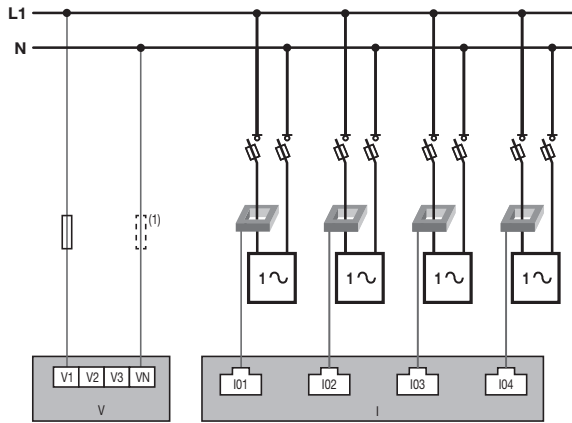 L1
N
(1)
1∿ 1∿ 1∿ 1∿
V1 V2 V3 VN
I01 I02 I03 I04
V I